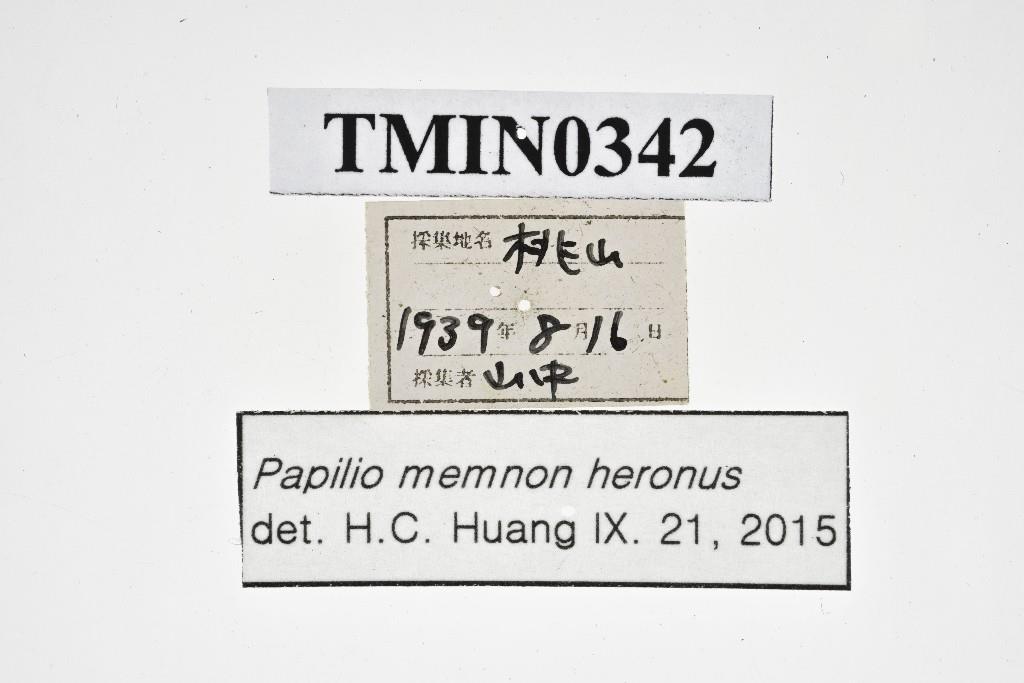 TMIN0342
採集地名 桃山
1939年 8月16日
採集者 山中
Papilio memnon heronus
det. H.C. Huang IX. 21, 2015